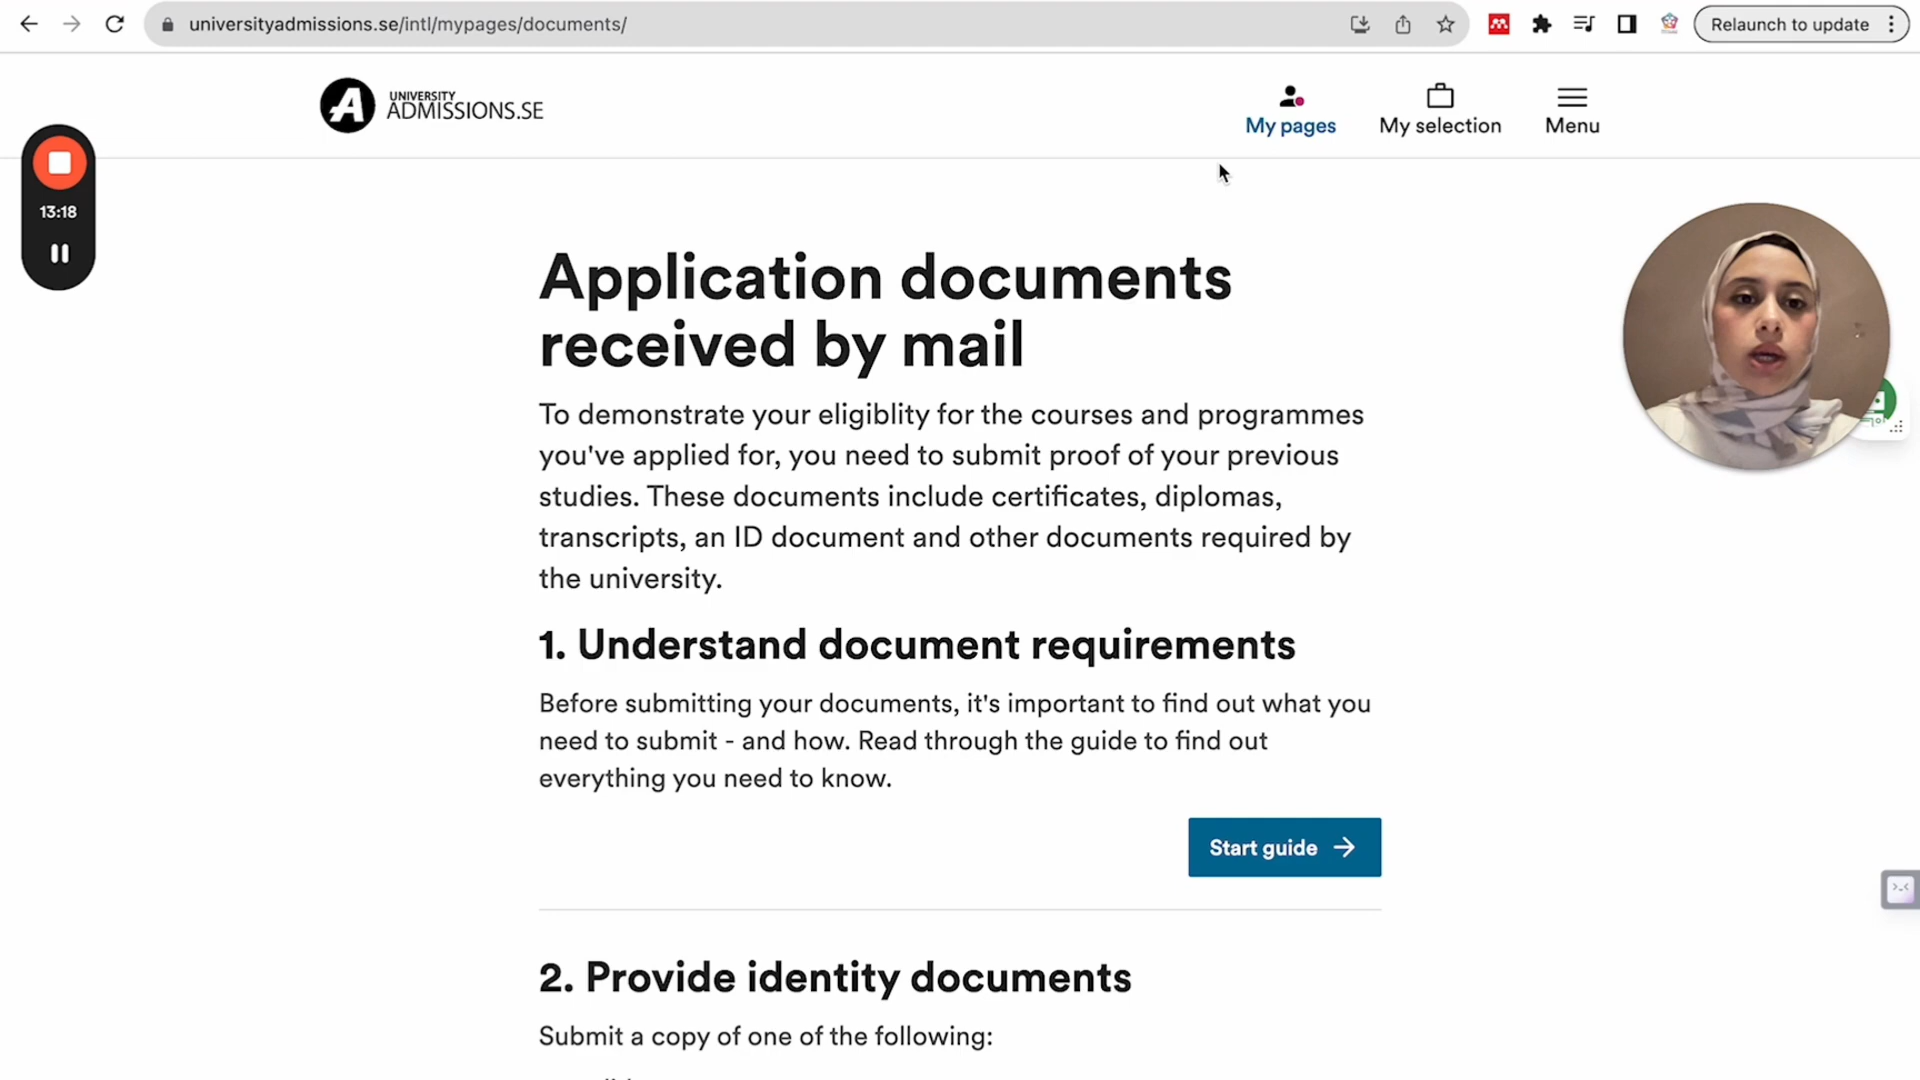 universityadmissions.se/intl/mypages/documents/
Relaunch to update
UNIVERSITY
ADMISSIONS.SE
My pages
My selection
Menu
13:18
Application documents
received by mail
To demonstrate your eligiblity for the courses and programmes
you've applied for, you need to submit proof of your previous
studies. These documents include certificates, diplomas,
transcripts, an ID document and other documents required by
the university.
1. Understand document requirements
Before submitting your documents, it's important to find out what you
need to submit - and how. Read through the guide to find out
everything you need to know.
Start guide
2. Provide identity documents
Submit a copy of one of the following: